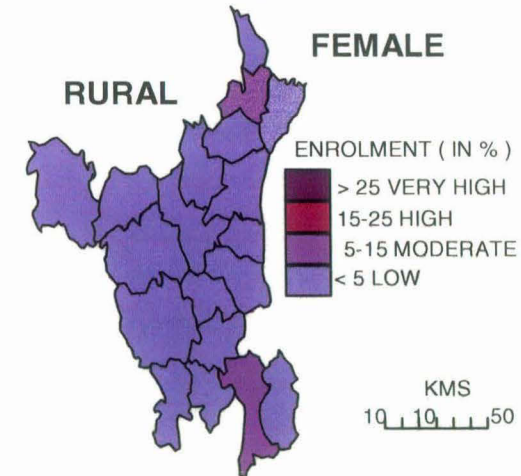 FEMALE
RURAL
ENROLMENT ( IN % )
> 25 VERY HIGH
15-25 HIGH
5-15 MODERATE
< 5 LOW
KMS
10 10 50